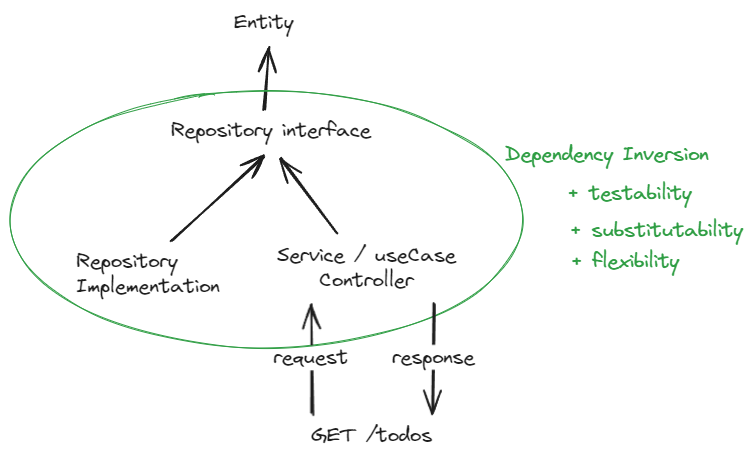 Entity
Repository interface
Dependency Inversion
+ testability
+ substitutability
+ flexibility
Repository
Implementation
Service / useCase
Controller
request
response
GET /todos